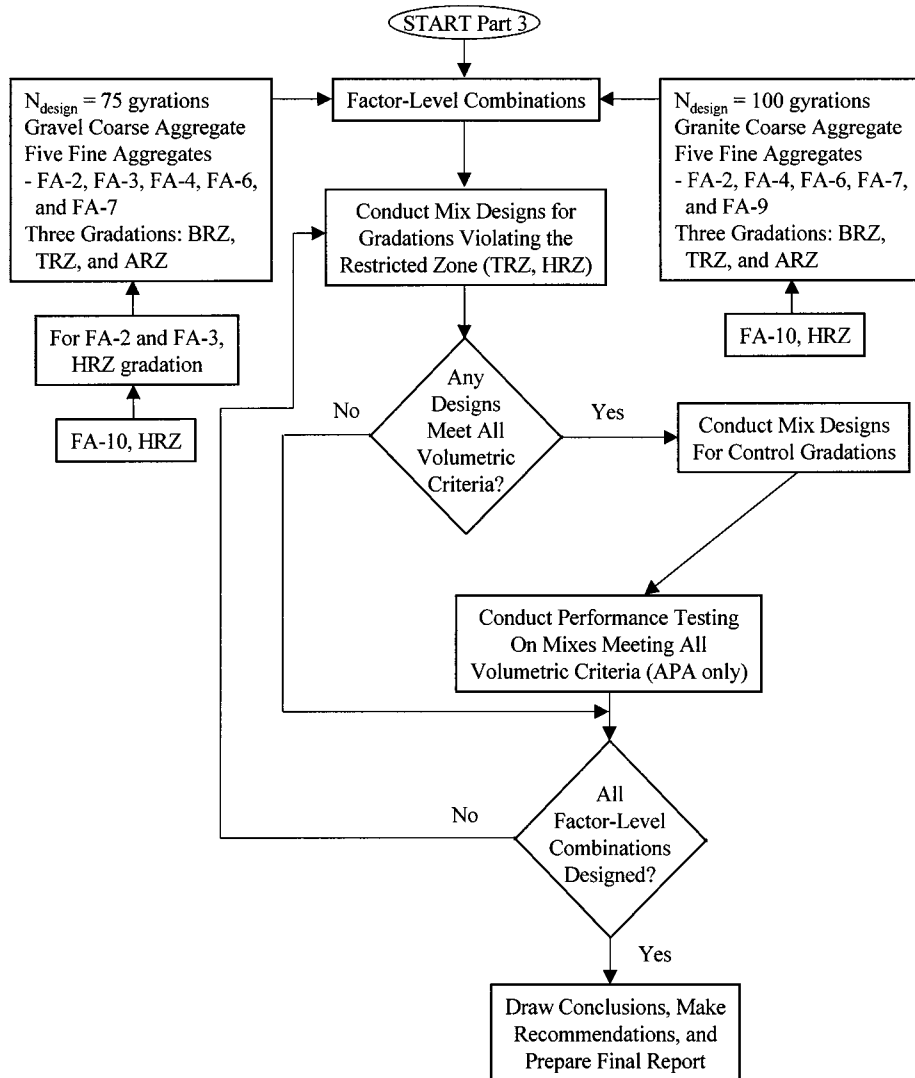 START Part 3
N_design = 75 gyrations
Gravel Coarse Aggregate
Five Fine Aggregates
- FA-2, FA-3, FA-4, FA-6,
and FA-7
Three Gradations: BRZ,
TRZ, and ARZ
Factor-Level Combinations
N_design = 100 gyrations
Granite Coarse Aggregate
Five Fine Aggregates
- FA-2, FA-4, FA-6, FA-7,
and FA-9
Three Gradations: BRZ,
TRZ, and ARZ
Conduct Mix Designs for
Gradations Violating the
Restricted Zone (TRZ, HRZ)
For FA-2 and FA-3,
HRZ gradation
FA-10, HRZ
FA-10, HRZ
Any
Designs
Meet All
Volumetric
Criteria?
No
Yes
Conduct Mix Designs
For Control Gradations
Conduct Performance Testing
On Mixes Meeting All
Volumetric Criteria (APA only)
All
Factor-Level
Combinations
Designed?
No
Yes
Draw Conclusions, Make
Recommendations, and
Prepare Final Report